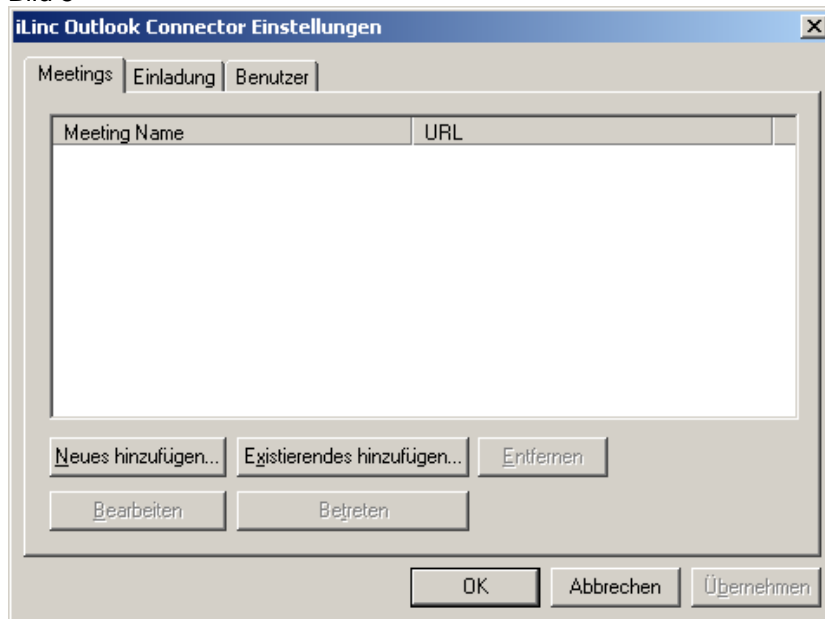 iLinc Outlook Connector Einstellungen
Meetings Einladung Benutzer
Meeting Name URL
Neues hinzufügen... Existierendes hinzufügen... Entfernen
Bearbeiten Betreten
OK Abbrechen Übernehmen